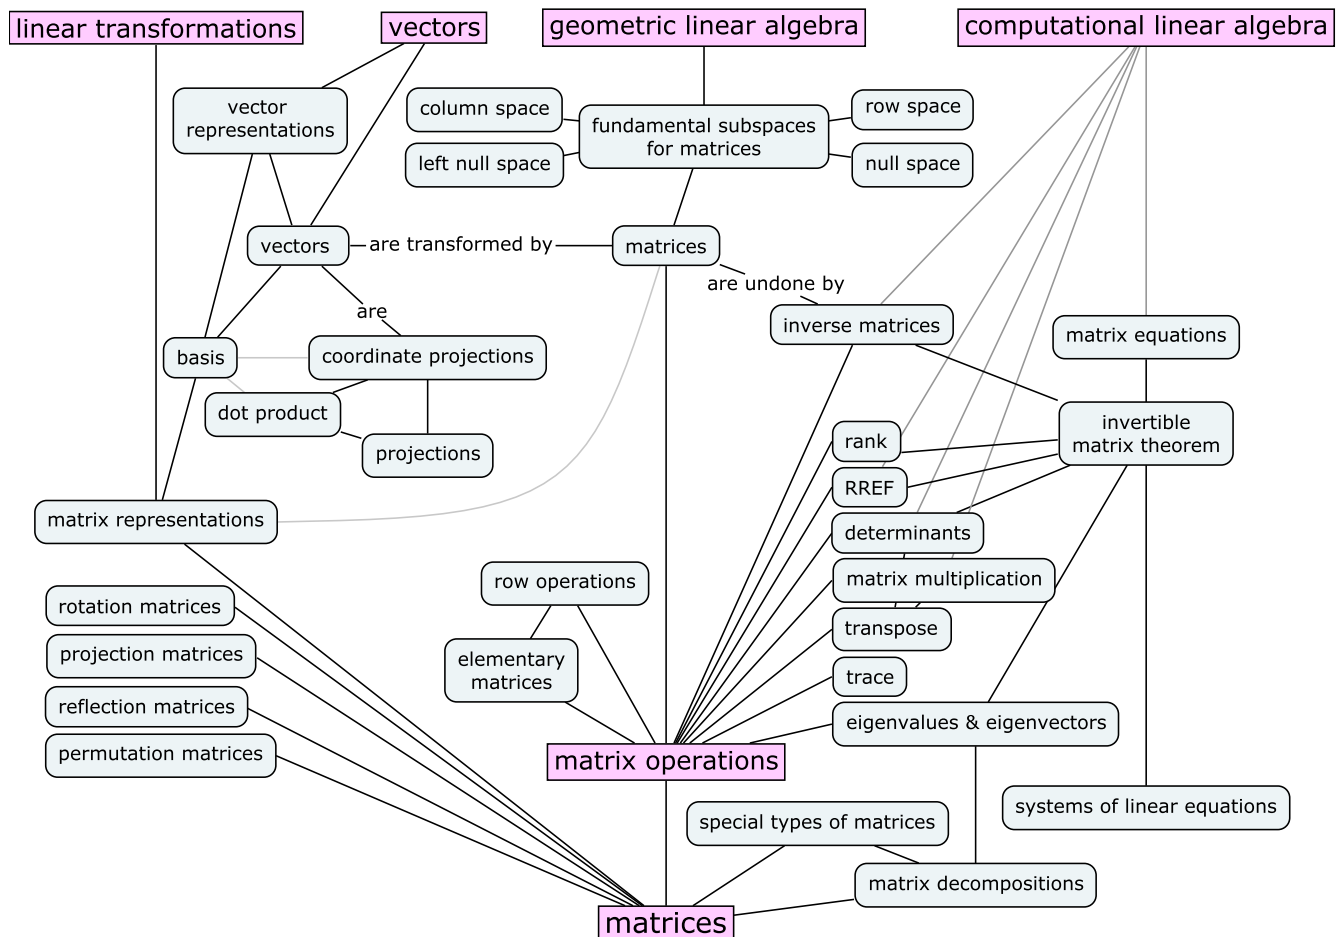 linear transformations
vectors
geometric linear algebra
computational linear algebra
vector
representations
column space
fundamental subspaces
for matrices
row space
left null space
null space
vectors
are transformed by
matrices
are undone by
are
inverse matrices
matrix equations
basis
coordinate projections
dot product
projections
invertible
matrix theorem
rank
RREF
matrix representations
determinants
row operations
matrix multiplication
rotation matrices
transpose
projection matrices
elementary
matrices
trace
reflection matrices
eigenvalues & eigenvectors
permutation matrices
matrix operations
systems of linear equations
special types of matrices
matrix decompositions
matrices